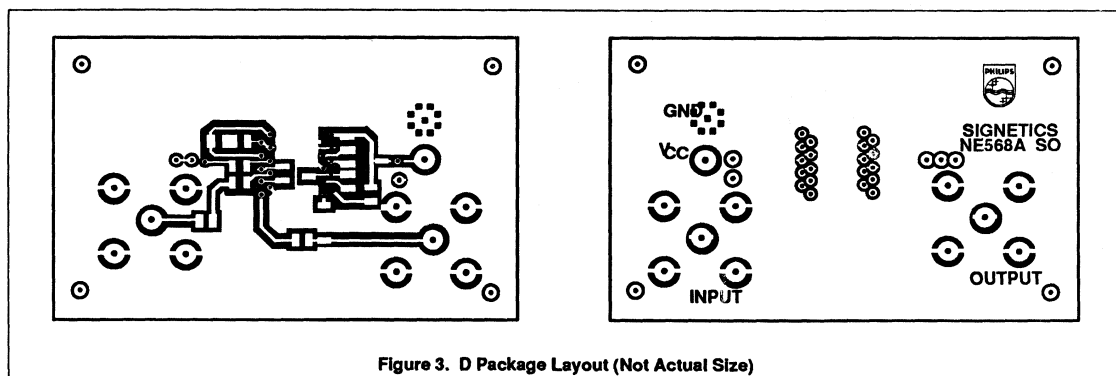 PHILIPS
GND
SIGNETICS
NE568A SO
VCC
INPUT
OUTPUT
Figure 3. D Package Layout (Not Actual Size)